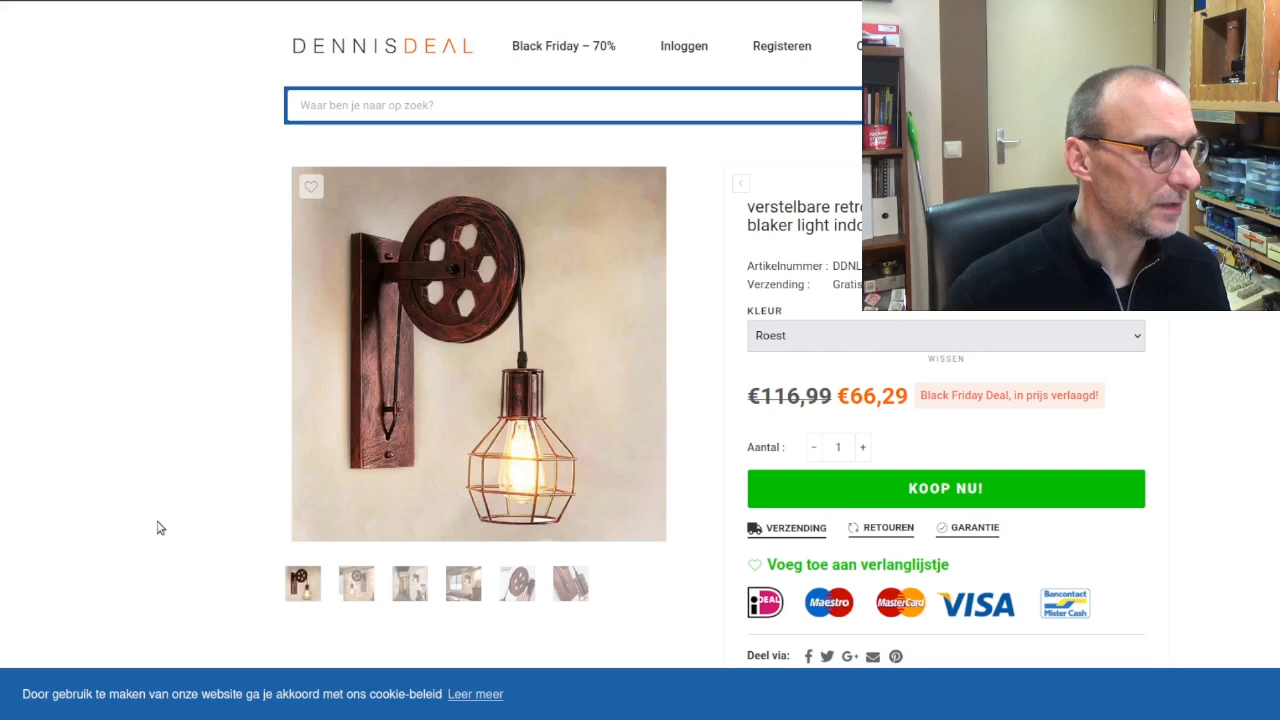 DENNISDEAL
Black Friday – 70%
Inloggen
Registeren
Waar ben je naar op zoek?
verstelbare retr
blaker light indo
Artikelnummer : DDNL
Verzending : Gratis
KLEUR
Roest
WISSEN
€116,99 €66,29 Black Friday Deal, in prijs verlaagd!
Aantal : - 1 +
KOOP NU!
VERZENDING RETOUREN GARANTIE
Voeg toe aan verlanglijstje
iDEAL Maestro MasterCard VISA Bancontact
Mister Cash
Deel via:
Door gebruik te maken van onze website ga je akkoord met ons cookie-beleid Leer meer